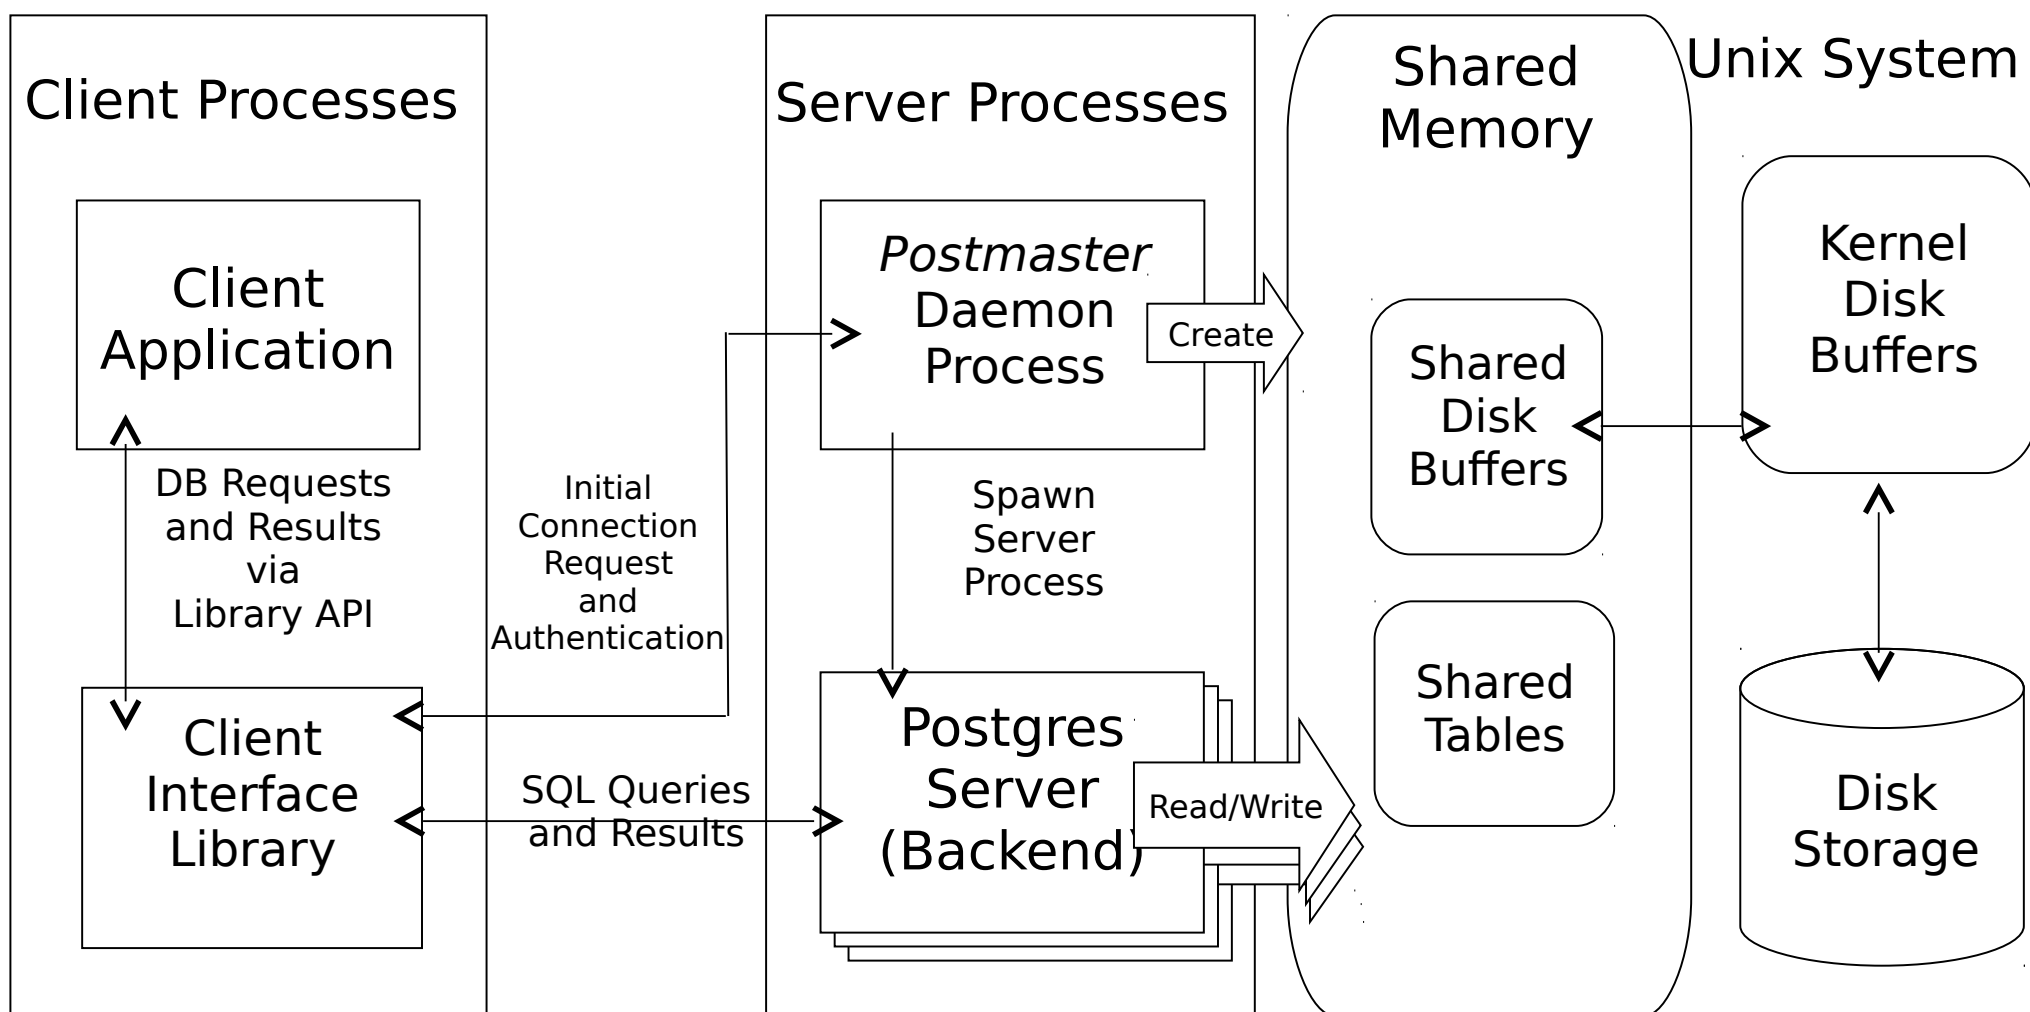 Client Processes
Client
Application
DB Requests
and Results
via
Library API
Client
Interface
Library
Initial
Connection
Request
and
Authentication
SQL Queries
and Results
Server Processes
Postmaster
Daemon
Process
Create
Spawn
Server
Process
Postgres
Server
(Backend)
Read/Write
Shared
Memory
Shared
Disk
Buffers
Shared
Tables
Unix System
Kernel
Disk
Buffers
Disk
Storage